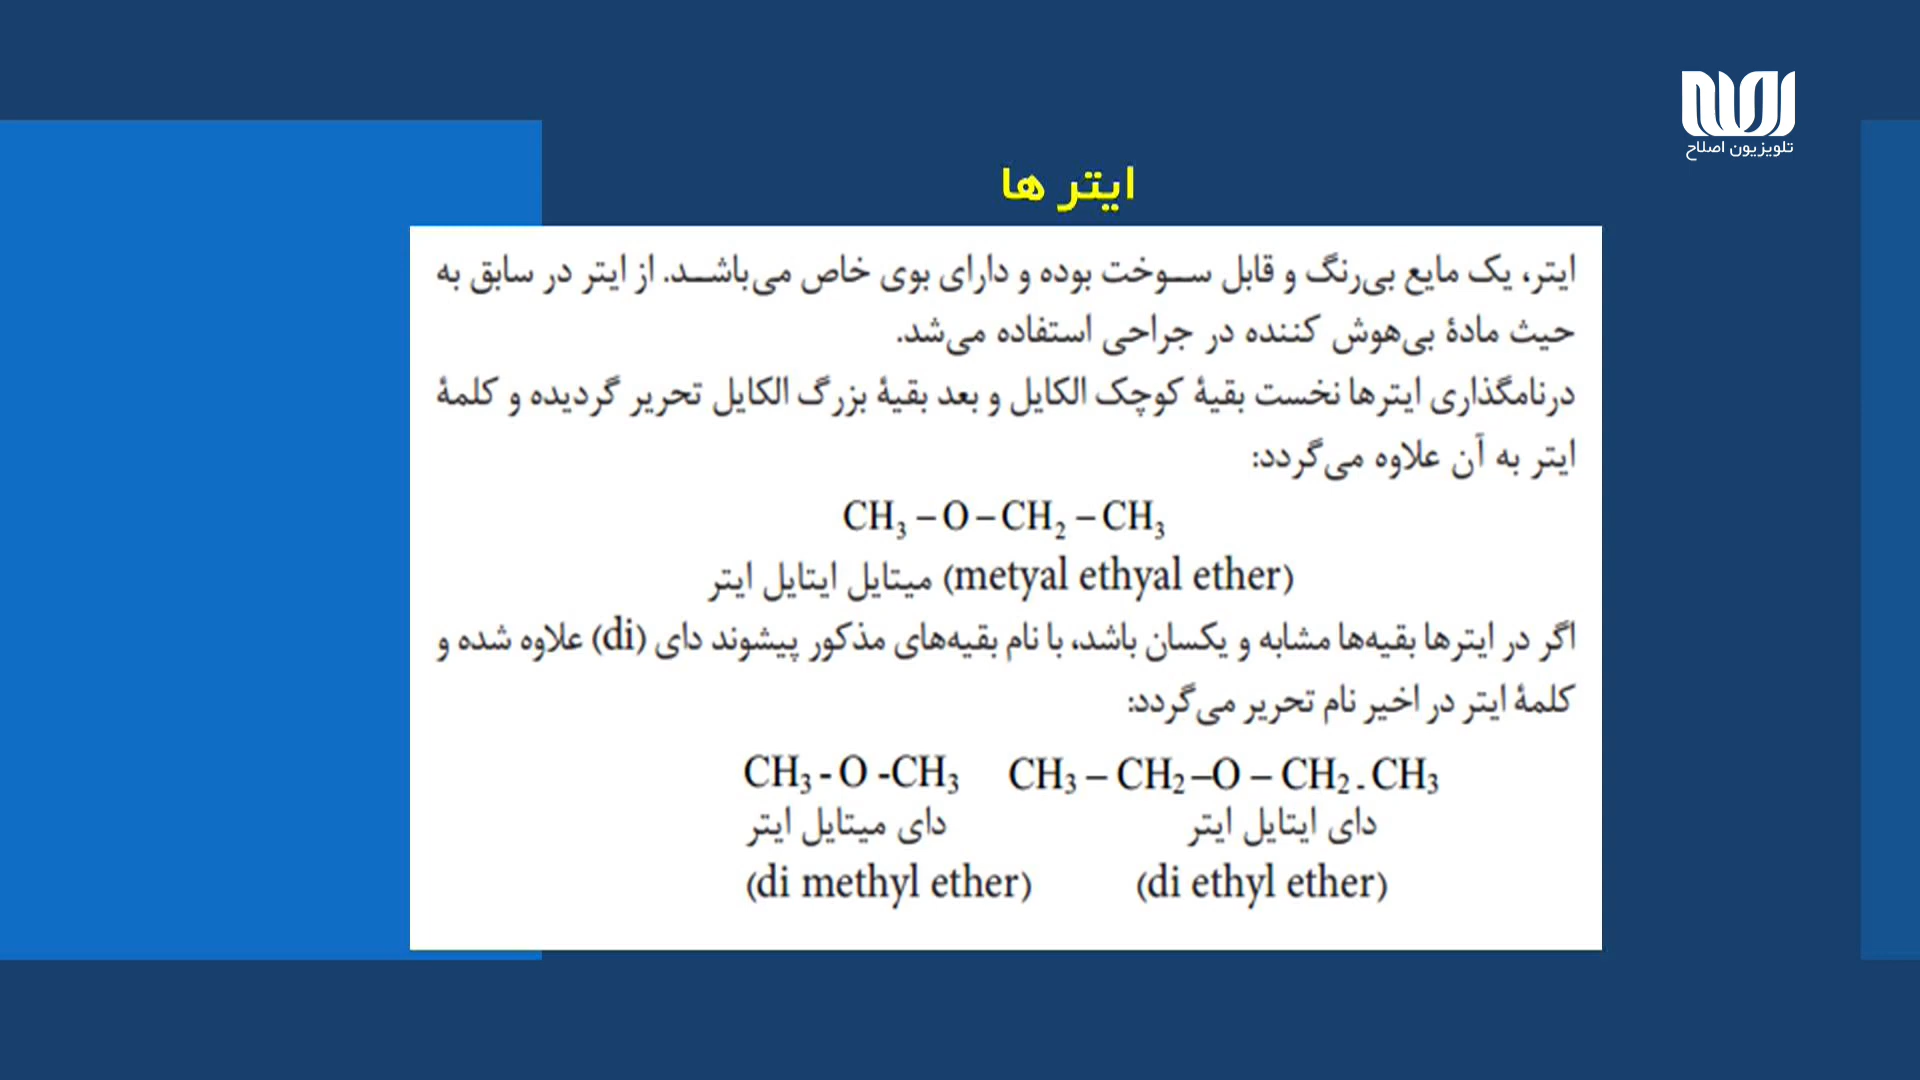 تلویزیون اصلاح
ایتر ها
ایتر، یک مایع بی‌رنگ و قابل سـوخت بوده و دارای بوی خاص می‌باشـد. از ایتر در سابق به
حیث مادۀ بی‌هوش کننده در جراحی استفاده می‌شد.
درنامگذاری ایترها نخست بقیۀ کوچک الکایل و بعد بقیۀ بزرگ الکایل تحریر گردیده و کلمۀ
ایتر به آن علاوه می‌گردد:
CH₃ – O – CH₂ – CH₃
(metyal ethyal ether) میتایل ایتایل ایتر
اگر در ایترها بقیه‌ها مشابه و یکسان باشد، با نام بقیه‌های مذکور پیشوند دای (di) علاوه شده و
کلمۀ ایتر در اخیر نام تحریر می‌گردد:
CH₃ - O -CH₃ CH₃ – CH₂ –O – CH₂ . CH₃
دای ایتایل ایتر دای میتایل ایتر
(di methyl ether) (di ethyl ether)